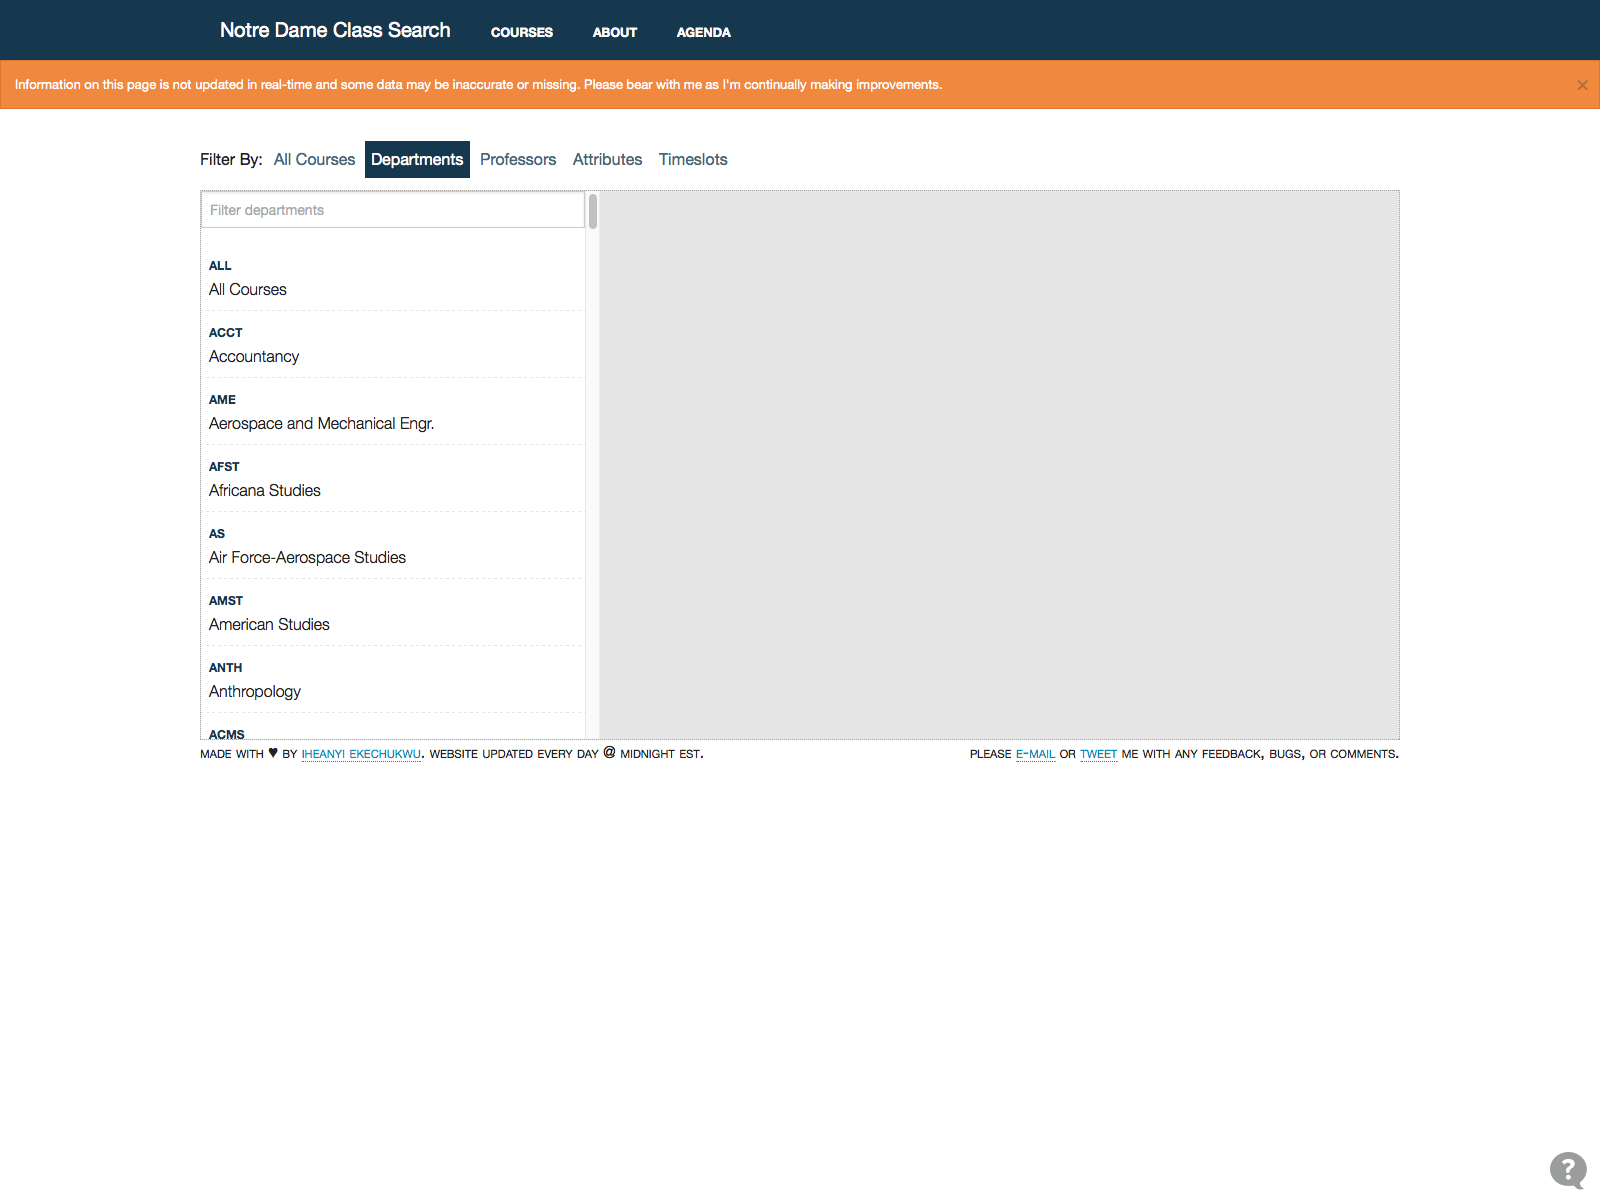 Notre Dame Class Search COURSES ABOUT AGENDA
Information on this page is not updated in real-time and some data may be inaccurate or missing. Please bear with me as I'm continually making improvements. ×
Filter By: All Courses Departments Professors Attributes Timeslots
Filter departments
ALL
All Courses
ACCT
Accountancy
AME
Aerospace and Mechanical Engr.
AFST
Africana Studies
AS
Air Force-Aerospace Studies
AMST
American Studies
ANTH
Anthropology
ACMS
MADE WITH ♥ BY IHEANYI EKECHUKWU. WEBSITE UPDATED EVERY DAY @ MIDNIGHT EST.
PLEASE E-MAIL OR TWEET ME WITH ANY FEEDBACK, BUGS, OR COMMENTS.
?